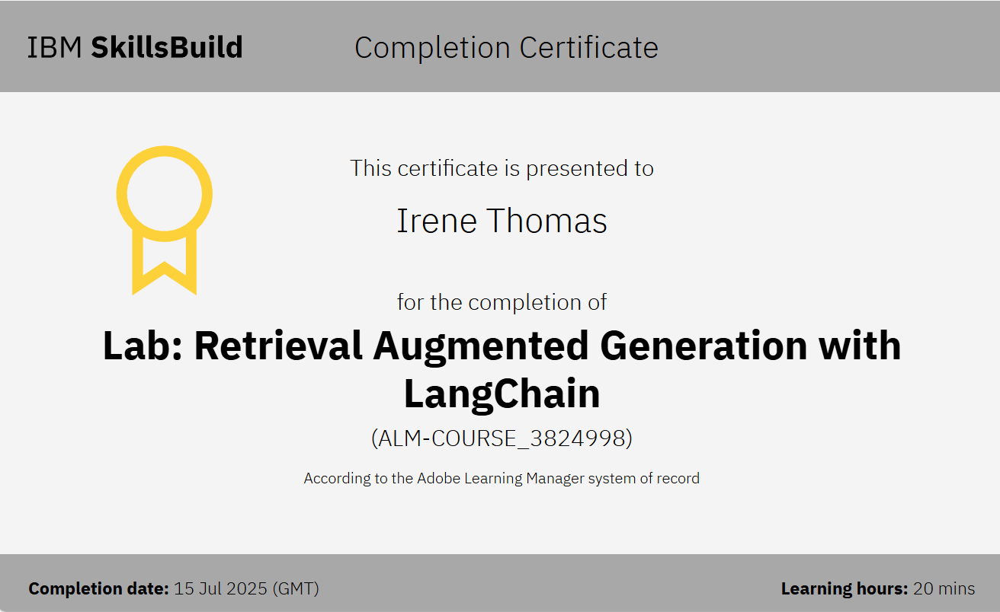 IBM SkillsBuild
Completion Certificate
This certificate is presented to
Irene Thomas
for the completion of
Lab: Retrieval Augmented Generation with
LangChain
(ALM-COURSE_3824998)
According to the Adobe Learning Manager system of record
Completion date: 15 Jul 2025 (GMT)
Learning hours: 20 mins